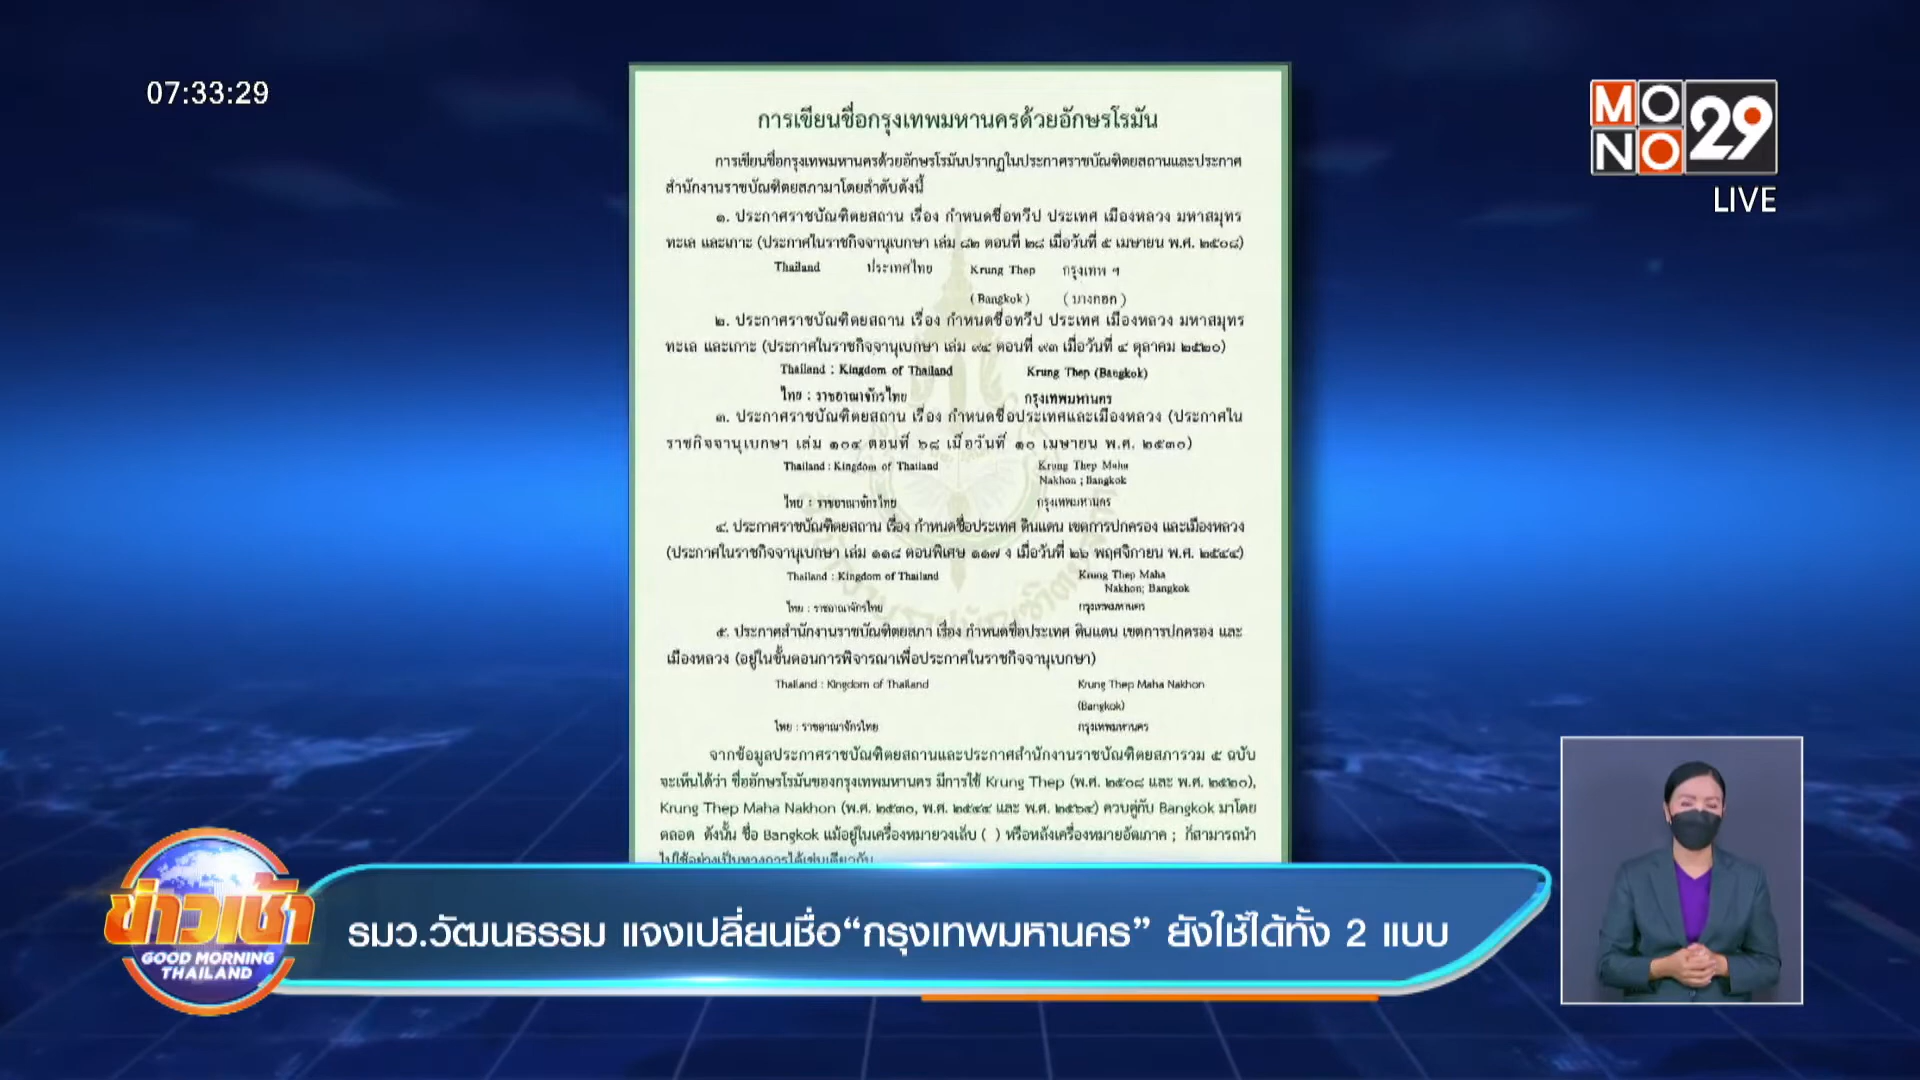 07:33:29
MONO 29
LIVE
การเขียนชื่อกรุงเทพมหานครด้วยอักษรโรมัน
การเขียนชื่อกรุงเทพมหานครด้วยอักษรโรมันปรากฏในประกาศราชบัณฑิตยสถานและประกาศ
สำนักงานราชบัณฑิตยสภามาโดยลำดับดังนี้
๑. ประกาศราชบัณฑิตยสถาน เรื่อง กำหนดชื่อทวีป ประเทศ เมืองหลวง มหาสมุทร
ทะเล และเกาะ (ประกาศในราชกิจจานุเบกษา เล่ม ๘๒ ตอนที่ ๒๘ เมื่อวันที่ ๕ เมษายน พ.ศ. ๒๕๐๘)
Thailand ประเทศไทย Krung Thep กรุงเทพ ฯ
(Bangkok) (บางกอก)
๒. ประกาศราชบัณฑิตยสถาน เรื่อง กำหนดชื่อทวีป ประเทศ เมืองหลวง มหาสมุทร
ทะเล และเกาะ (ประกาศในราชกิจจานุเบกษา เล่ม ๙๔ ตอนที่ ๙๓ เมื่อวันที่ ๔ ตุลาคม ๒๕๒๐)
Thailand : Kingdom of Thailand Krung Thep (Bangkok)
ไทย : ราชอาณาจักรไทย กรุงเทพมหานคร
๓. ประกาศราชบัณฑิตยสถาน เรื่อง กำหนดชื่อประเทศและเมืองหลวง (ประกาศใน
ราชกิจจานุเบกษา เล่ม ๑๐๔ ตอนที่ ๖๘ เมื่อวันที่ ๑๐ เมษายน พ.ศ. ๒๕๓๐)
Thailand : Kingdom of Thailand Krung Thep Maha
Nakhon ; Bangkok
ไทย : ราชอาณาจักรไทย กรุงเทพมหานคร
๔. ประกาศราชบัณฑิตยสถาน เรื่อง กำหนดชื่อประเทศ ดินแดน เขตการปกครอง และเมืองหลวง
(ประกาศในราชกิจจานุเบกษา เล่ม ๑๑๘ ตอนพิเศษ ๑๑๗ ง เมื่อวันที่ ๒๖ พฤศจิกายน พ.ศ. ๒๕๔๔)
Thailand : Kingdom of Thailand Krung Thep Maha
Nakhon; Bangkok
ไทย : ราชอาณาจักรไทย กรุงเทพมหานคร
๕. ประกาศสำนักงานราชบัณฑิตยสภา เรื่อง กำหนดชื่อประเทศ ดินแดน เขตการปกครอง และ
เมืองหลวง (อยู่ในขั้นตอนการพิจารณาเพื่อประกาศในราชกิจจานุเบกษา)
Thailand : Kingdom of Thailand Krung Thep Maha Nakhon
(Bangkok)
ไทย : ราชอาณาจักรไทย กรุงเทพมหานคร
จากข้อมูลประกาศราชบัณฑิตยสถานและประกาศสำนักงานราชบัณฑิตยสภารวม ๕ ฉบับ
จะเห็นได้ว่า ชื่ออักษรโรมันของกรุงเทพมหานคร มีการใช้ Krung Thep (พ.ศ. ๒๕๐๘ และ พ.ศ. ๒๕๒๐),
Krung Thep Maha Nakhon (พ.ศ. ๒๕๓๐, พ.ศ. ๒๕๔๔ และ พ.ศ. ๒๕๖๔) ควบคู่กับ Bangkok มาโดย
ตลอด ดังนั้น ชื่อ Bangkok แม้อยู่ในเครื่องหมายวงเล็บ ( ) หรือหลังเครื่องหมายอัฒภาค ; ก็สามารถนำ
ไปใช้อย่างเป็นทางการได้เช่นเดียวกัน
ข่าวเช้า
GOOD MORNING
THAILAND
รมว.วัฒนธรรม แจงเปลี่ยนชื่อ“กรุงเทพมหานคร” ยังใช้ได้ทั้ง 2 แบบ